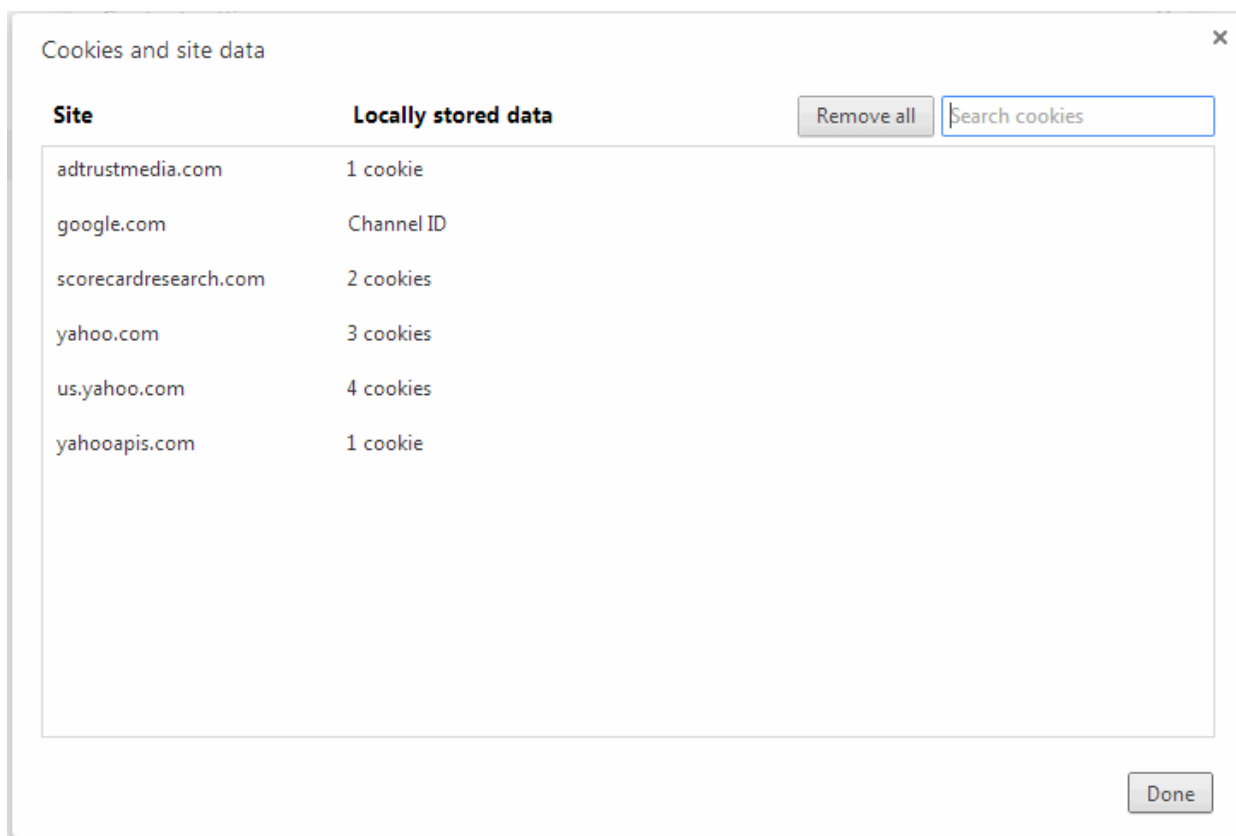 Cookies and site data
Site Locally stored data Remove all Search cookies
adtrustmedia.com 1 cookie
google.com Channel ID
scorecardresearch.com 2 cookies
yahoo.com 3 cookies
us.yahoo.com 4 cookies
yahooapis.com 1 cookie
Done